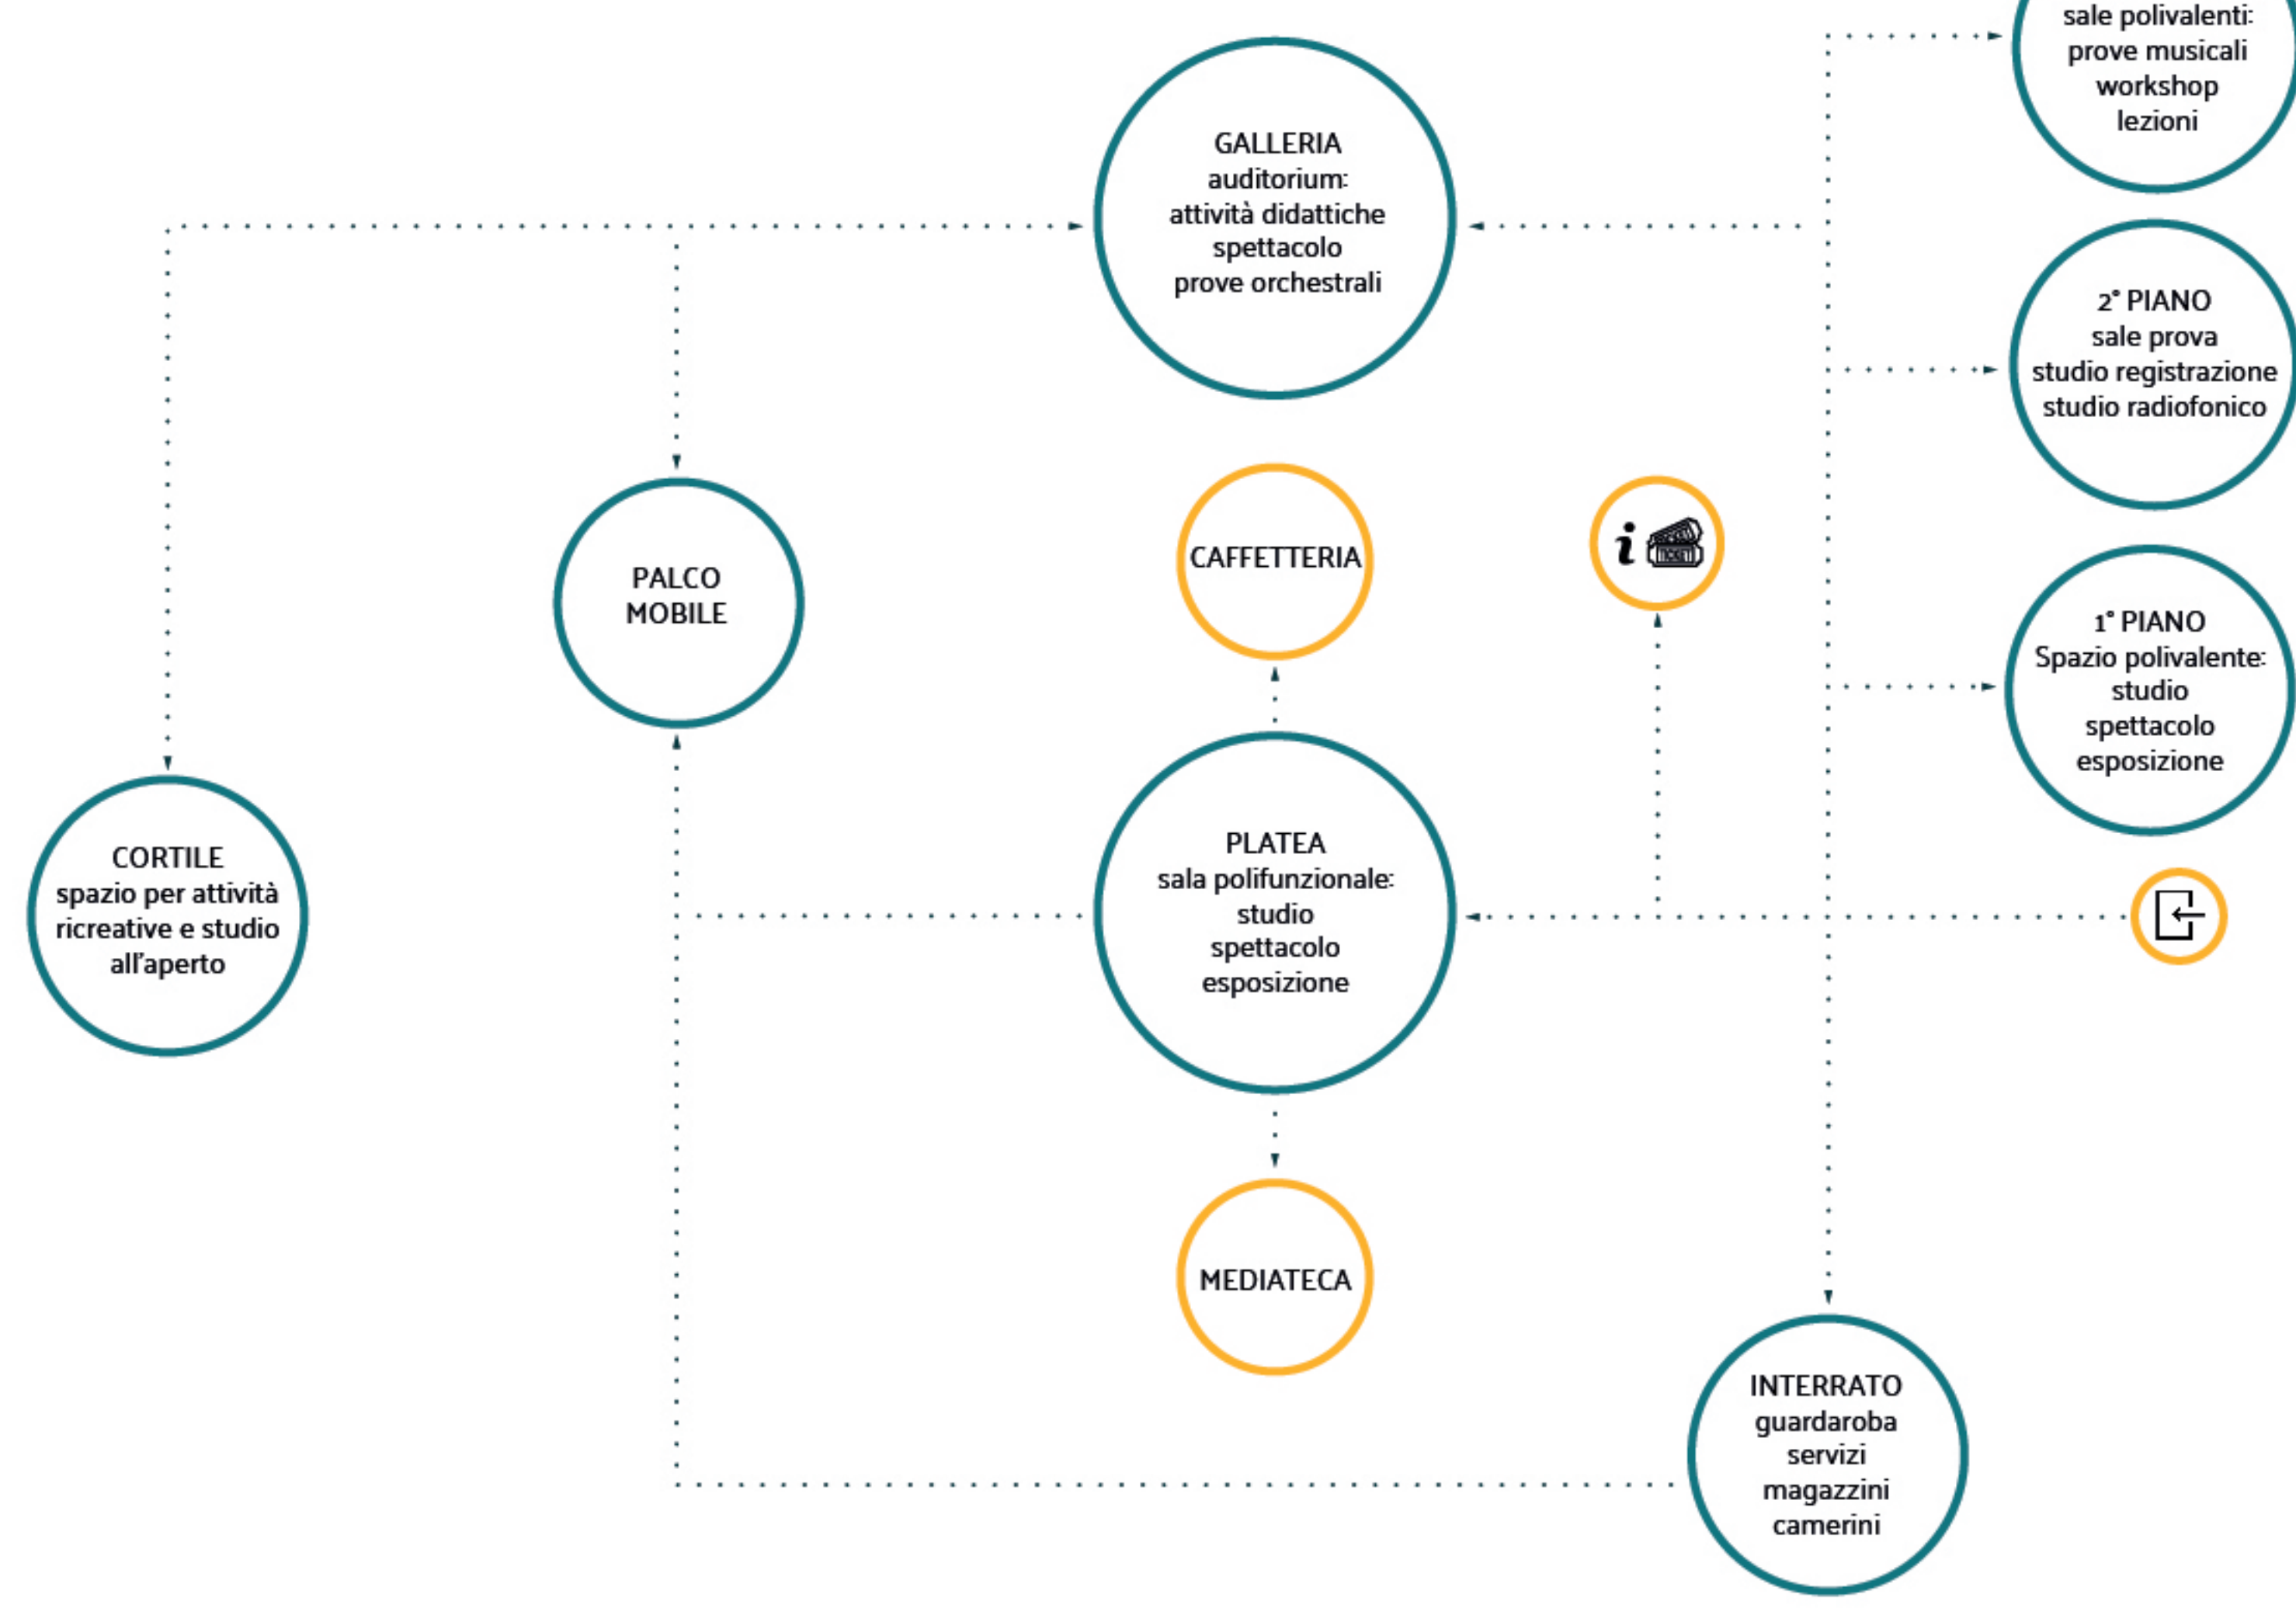 sale polivalenti:
prove musicali
workshop
lezioni
GALLERIA
auditorium:
attività didattiche
spettacolo
prove orchestrali
2° PIANO
sale prova
studio registrazione
studio radiofonico
PALCO
MOBILE
CAFFETTERIA
i
TICKET
1° PIANO
Spazio polivalente:
studio
spettacolo
esposizione
CORTILE
spazio per attività
ricreative e studio
all'aperto
PLATEA
sala polifunzionale:
studio
spettacolo
esposizione
MEDIATECA
INTERRATO
guardaroba
servizi
magazzini
camerini